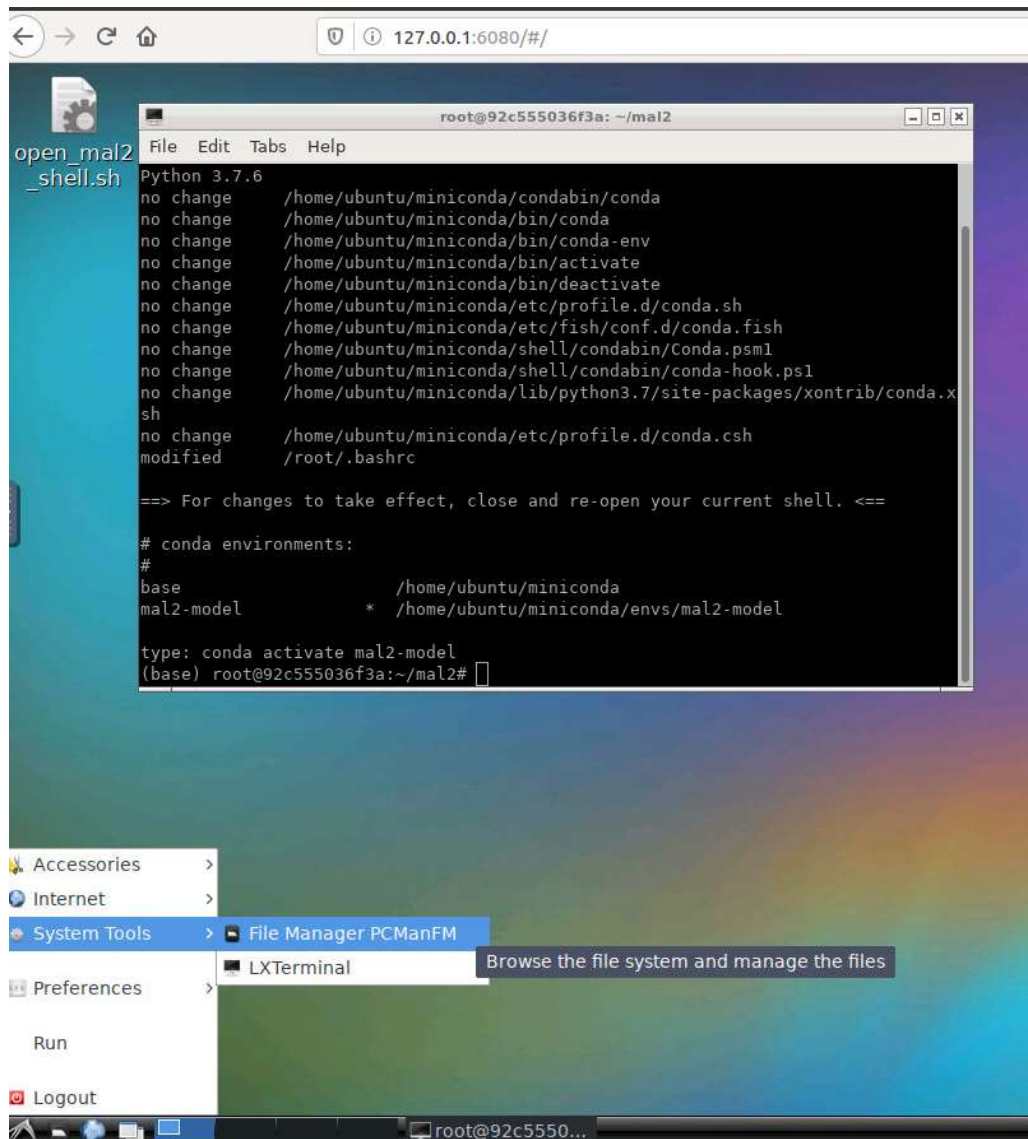 127.0.0.1:6080/#/
open_mal2
_shell.sh
root@92c555036f3a: ~/mal2
File Edit Tabs Help
Python 3.7.6
no change /home/ubuntu/miniconda/condabin/conda
no change /home/ubuntu/miniconda/bin/conda
no change /home/ubuntu/miniconda/bin/conda-env
no change /home/ubuntu/miniconda/bin/activate
no change /home/ubuntu/miniconda/bin/deactivate
no change /home/ubuntu/miniconda/etc/profile.d/conda.sh
no change /home/ubuntu/miniconda/etc/fish/conf.d/conda.fish
no change /home/ubuntu/miniconda/shell/condabin/Conda.psm1
no change /home/ubuntu/miniconda/shell/condabin/conda-hook.ps1
no change /home/ubuntu/miniconda/lib/python3.7/site-packages/xontrib/conda.x
sh
no change /home/ubuntu/miniconda/etc/profile.d/conda.csh
modified /root/.bashrc
==> For changes to take effect, close and re-open your current shell. <==
# conda environments:
#
base /home/ubuntu/miniconda
mal2-model * /home/ubuntu/miniconda/envs/mal2-model
type: conda activate mal2-model
(base) root@92c555036f3a:~/mal2#
Accessories
Internet
System Tools
File Manager PCManFM
LXTerminal
Browse the file system and manage the files
Preferences
Run
Logout
root@92c5550...